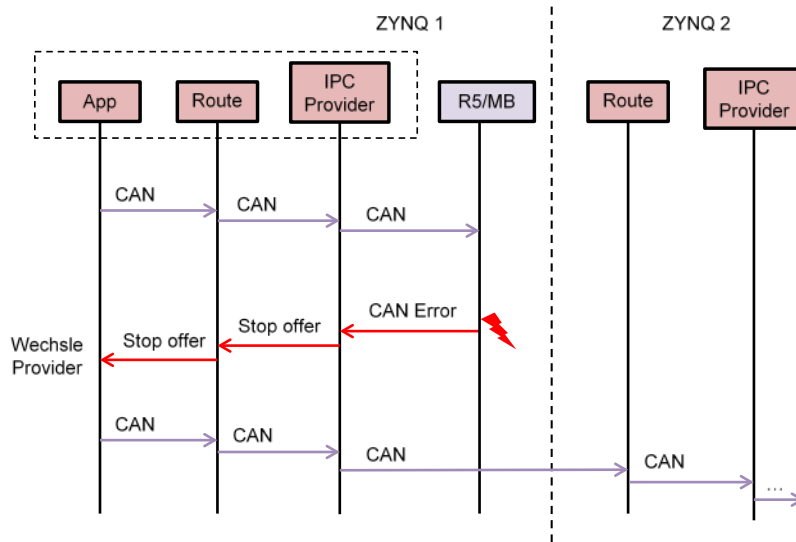 ZYNQ 1
ZYNQ 2
App
Route
IPC
Provider
R5/MB
Route
IPC
Provider
CAN
CAN
CAN
CAN Error
Stop offer
Stop offer
Wechsle
Provider
CAN
CAN
CAN
CAN
...